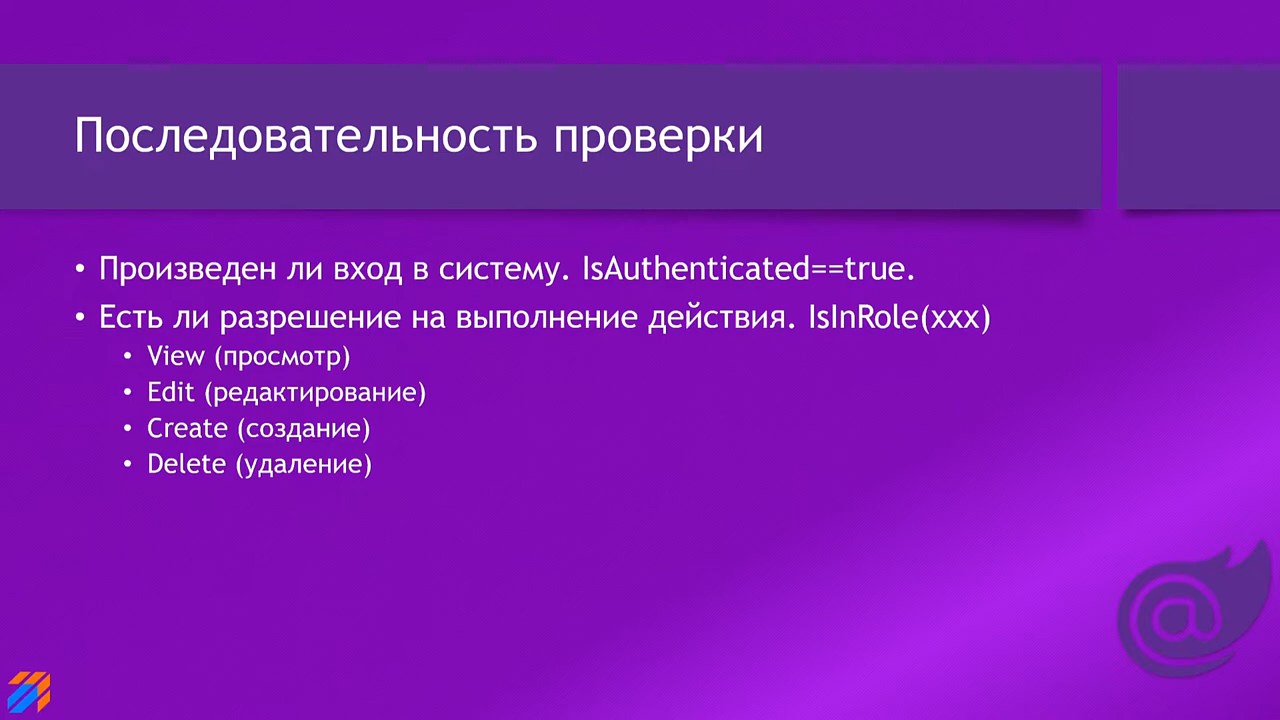 Последовательность проверки
• Произведен ли вход в систему. IsAuthenticated==true.
• Есть ли разрешение на выполнение действия. IsInRole(xxx)
• View (просмотр)
• Edit (редактирование)
• Create (создание)
• Delete (удаление)